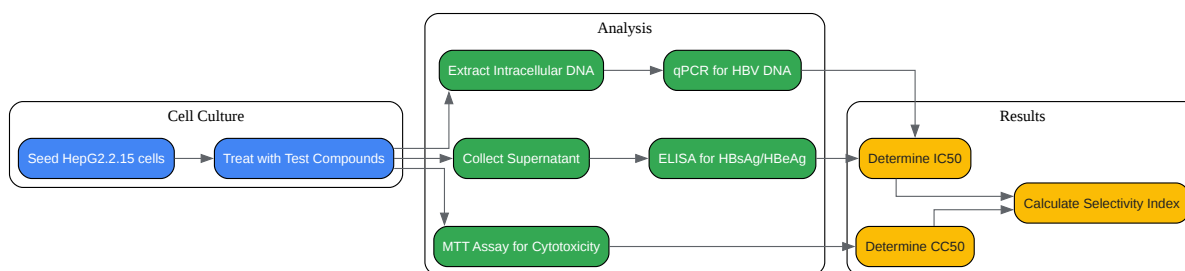 Cell Culture
Seed HepG2.2.15 cells
Treat with Test Compounds
Analysis
Extract Intracellular DNA
qPCR for HBV DNA
Collect Supernatant
ELISA for HBsAg/HBeAg
MTT Assay for Cytotoxicity
Results
Determine IC50
Calculate Selectivity Index
Determine CC50